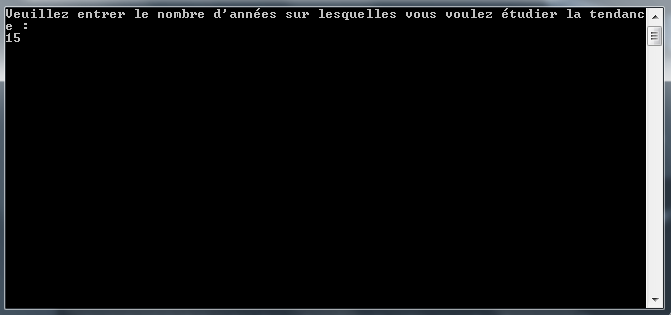 Veuillez entrer le nombre d'années sur lesquelles vous voulez étudier la tendanc
e :
15